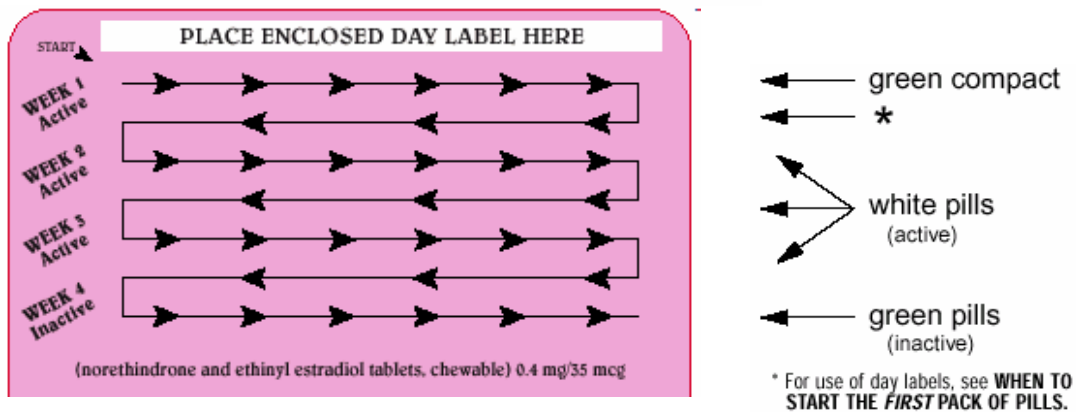 PLACE ENCLOSED DAY LABEL HERE
START
WEEK 1
Active
WEEK 2
Active
WEEK 3
Active
WEEK 4
Inactive
(norethindrone and ethinyl estradiol tablets, chewable) 0.4 mg/35 mcg
green compact
*
white pills
(active)
green pills
(inactive)
* For use of day labels, see WHEN TO
START THE FIRST PACK OF PILLS.